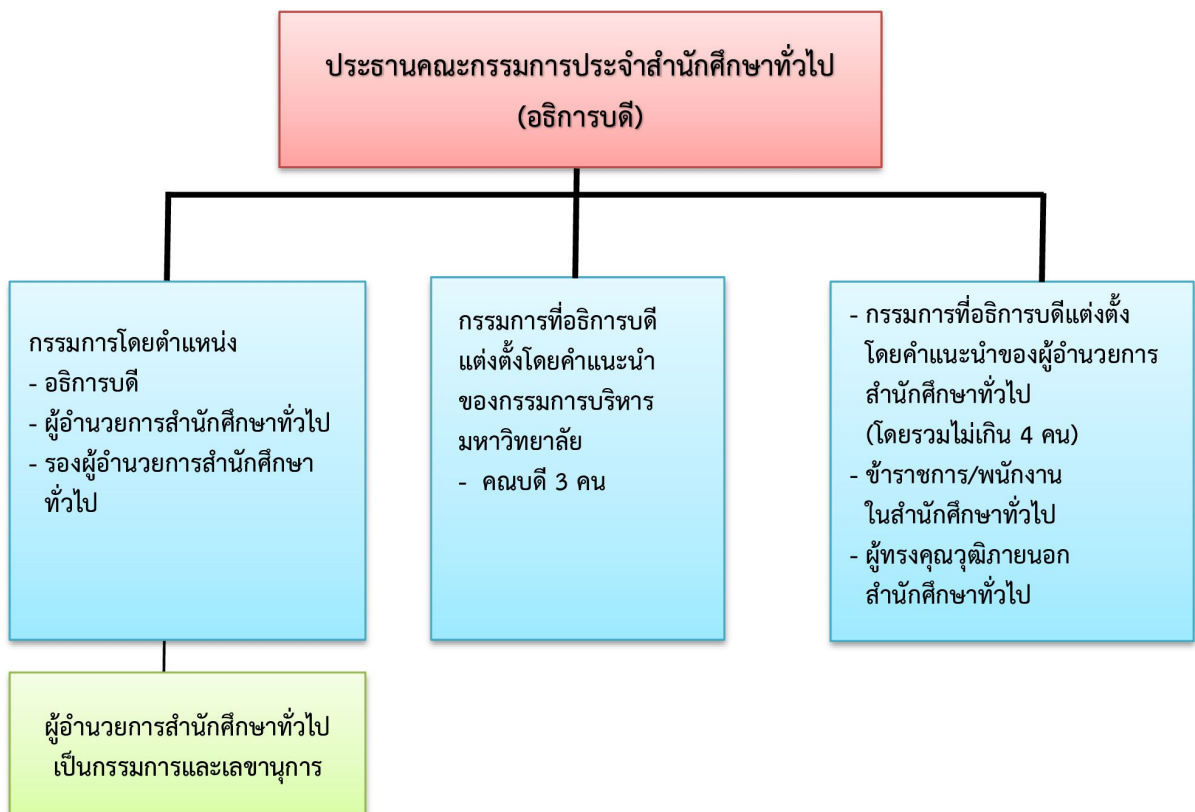 ประธานคณะกรรมการประจำสำนักศึกษาทั่วไป
(อธิการบดี)
กรรมการโดยตำแหน่ง
- อธิการบดี
- ผู้อำนวยการสำนักศึกษาทั่วไป
- รองผู้อำนวยการสำนักศึกษา
ทั่วไป
กรรมการที่อธิการบดี
แต่งตั้งโดยคำแนะนำ
ของกรรมการบริหาร
มหาวิทยาลัย
- คณบดี 3 คน
- กรรมการที่อธิการบดีแต่งตั้ง
โดยคำแนะนำของผู้อำนวยการ
สำนักศึกษาทั่วไป
(โดยรวมไม่เกิน 4 คน)
- ข้าราชการ/พนักงาน
ในสำนักศึกษาทั่วไป
- ผู้ทรงคุณวุฒิภายนอก
สำนักศึกษาทั่วไป
ผู้อำนวยการสำนักศึกษาทั่วไป
เป็นกรรมการและเลขานุการ